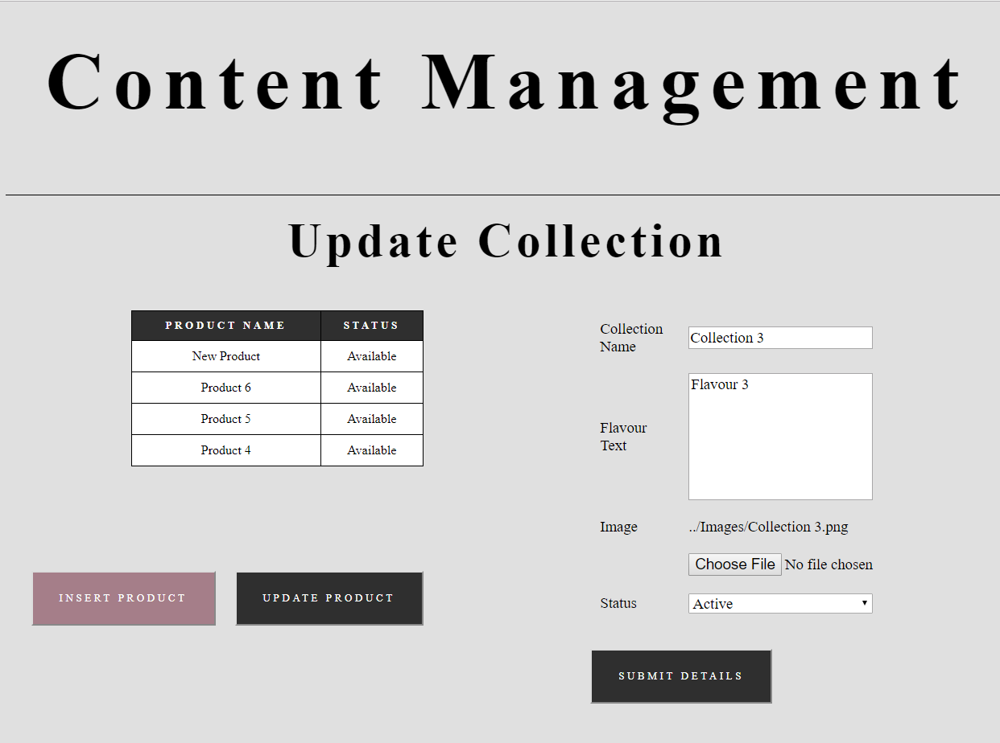 Content Management
Update Collection
PRODUCT NAME STATUS
New Product Available
Product 6 Available
Product 5 Available
Product 4 Available
INSERT PRODUCT UPDATE PRODUCT
Collection
Name
Collection 3
Flavour
Text
Flavour 3
Image ../Images/Collection 3.png
Choose File No file chosen
Status Active
SUBMIT DETAILS